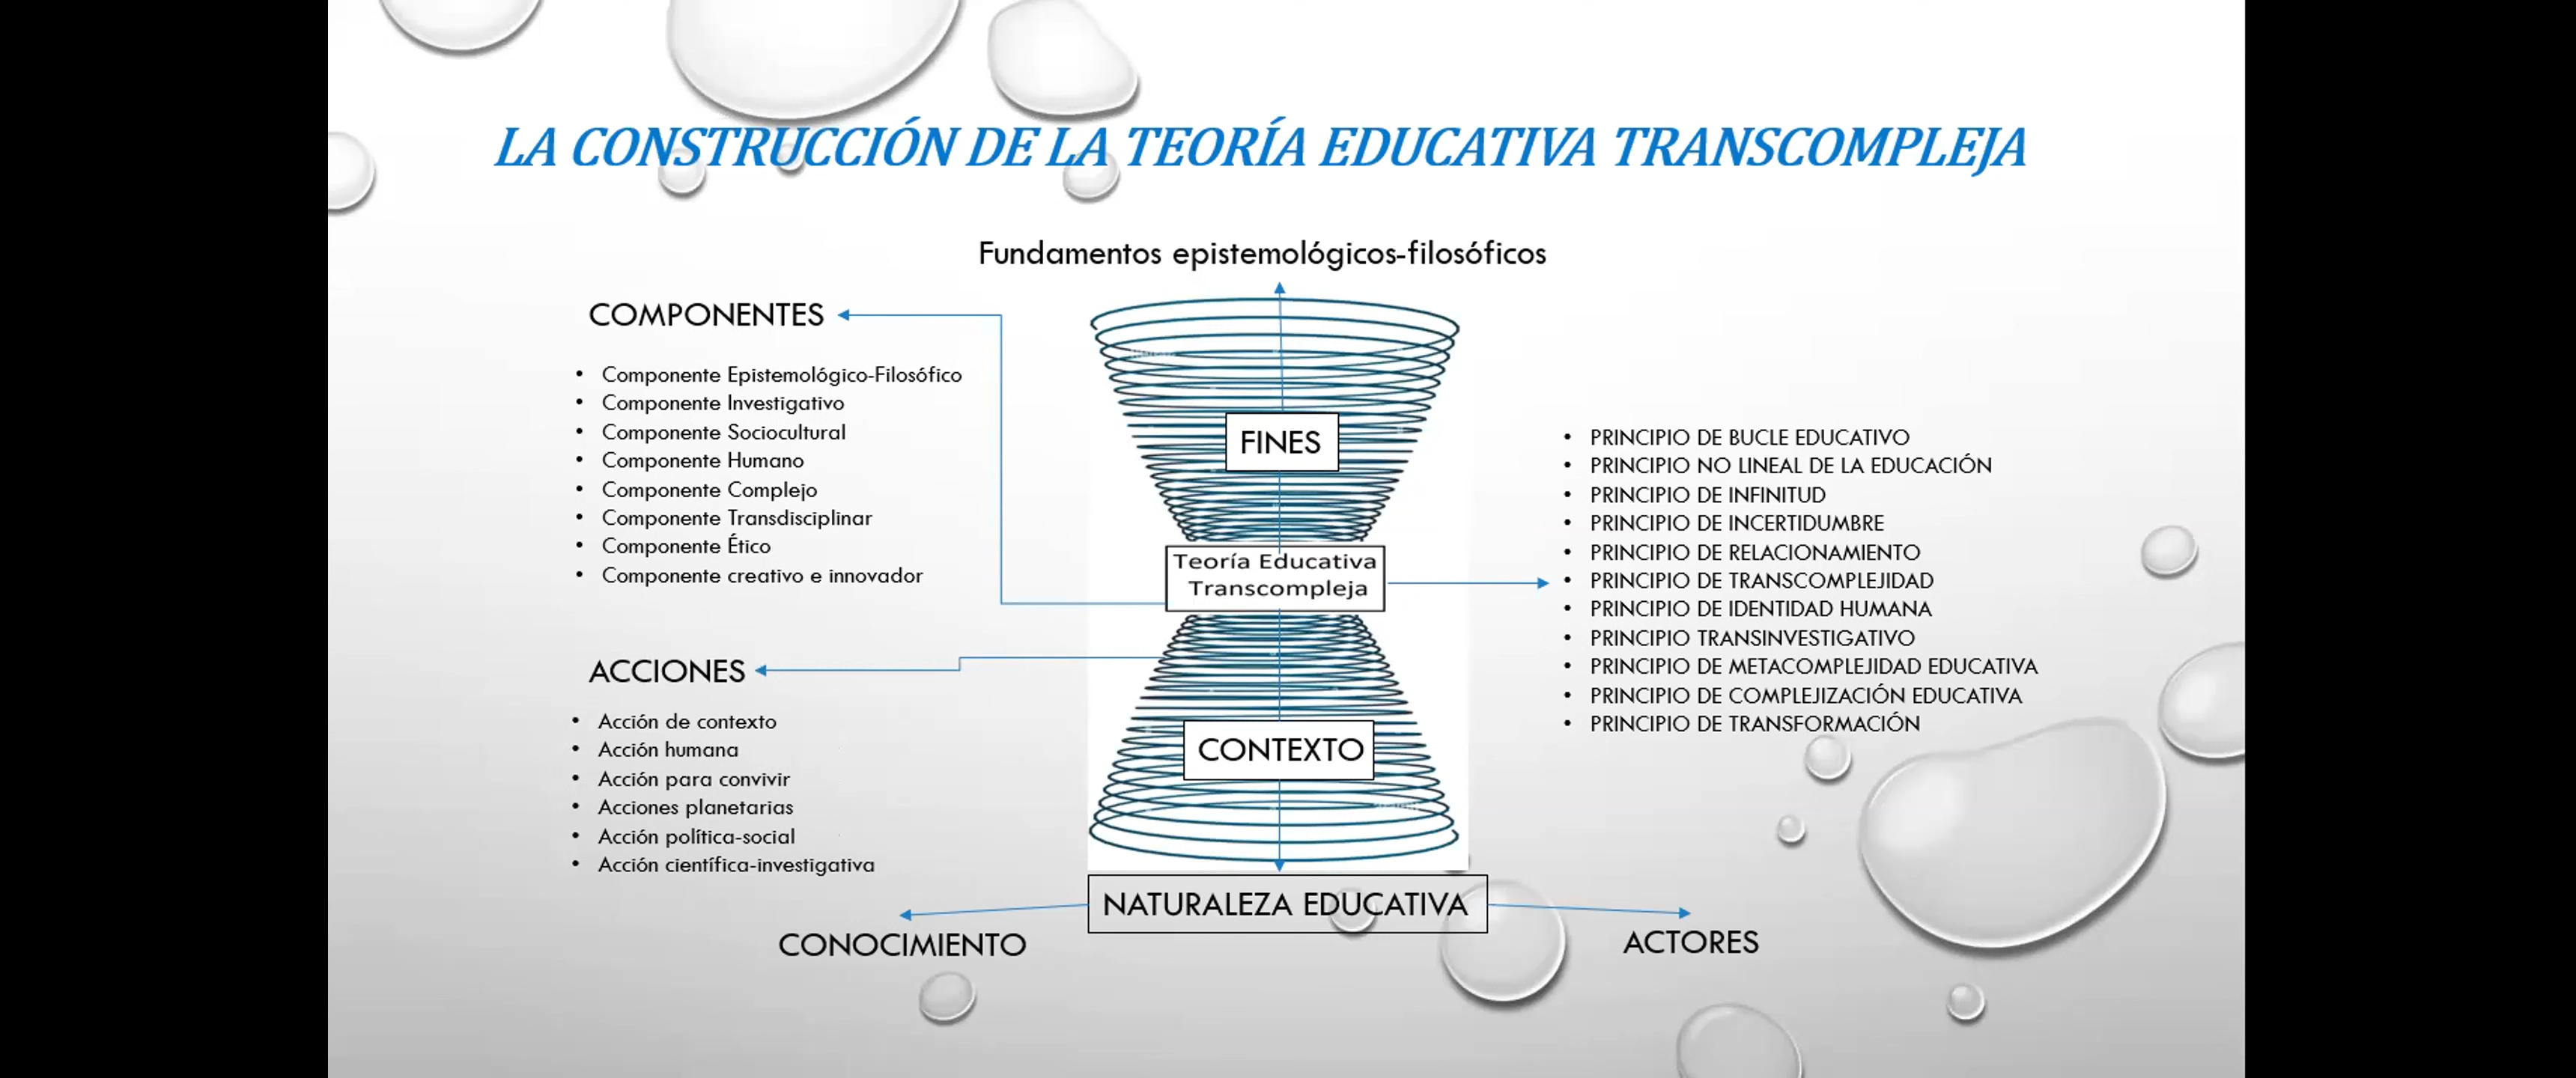 LA CONSTRUCCIÓN DE LA TEORÍA EDUCATIVA TRANSCOMPLEJA
Fundamentos epistemológicos-filosóficos
COMPONENTES
• Componente Epistemológico-Filosófico
• Componente Investigativo
• Componente Sociocultural
• Componente Humano
• Componente Complejo
• Componente Transdisciplinar
• Componente Ético
• Componente creativo e innovador
ACCIONES
• Acción de contexto
• Acción humana
• Acción para convivir
• Acciones planetarias
• Acción política-social
• Acción científica-investigativa
FINES
Teoría Educativa
Transcompleja
CONTEXTO
• PRINCIPIO DE BUCLE EDUCATIVO
• PRINCIPIO NO LINEAL DE LA EDUCACIÓN
• PRINCIPIO DE INFINITUD
• PRINCIPIO DE INCERTIDUMBRE
• PRINCIPIO DE RELACIONAMIENTO
• PRINCIPIO DE TRANSCOMPLEJIDAD
• PRINCIPIO DE IDENTIDAD HUMANA
• PRINCIPIO TRANSINVESTIGATIVO
• PRINCIPIO DE METACOMPLEJIDAD EDUCATIVA
• PRINCIPIO DE COMPLEJIZACIÓN EDUCATIVA
• PRINCIPIO DE TRANSFORMACIÓN
NATURALEZA EDUCATIVA
CONOCIMIENTO
ACTORES